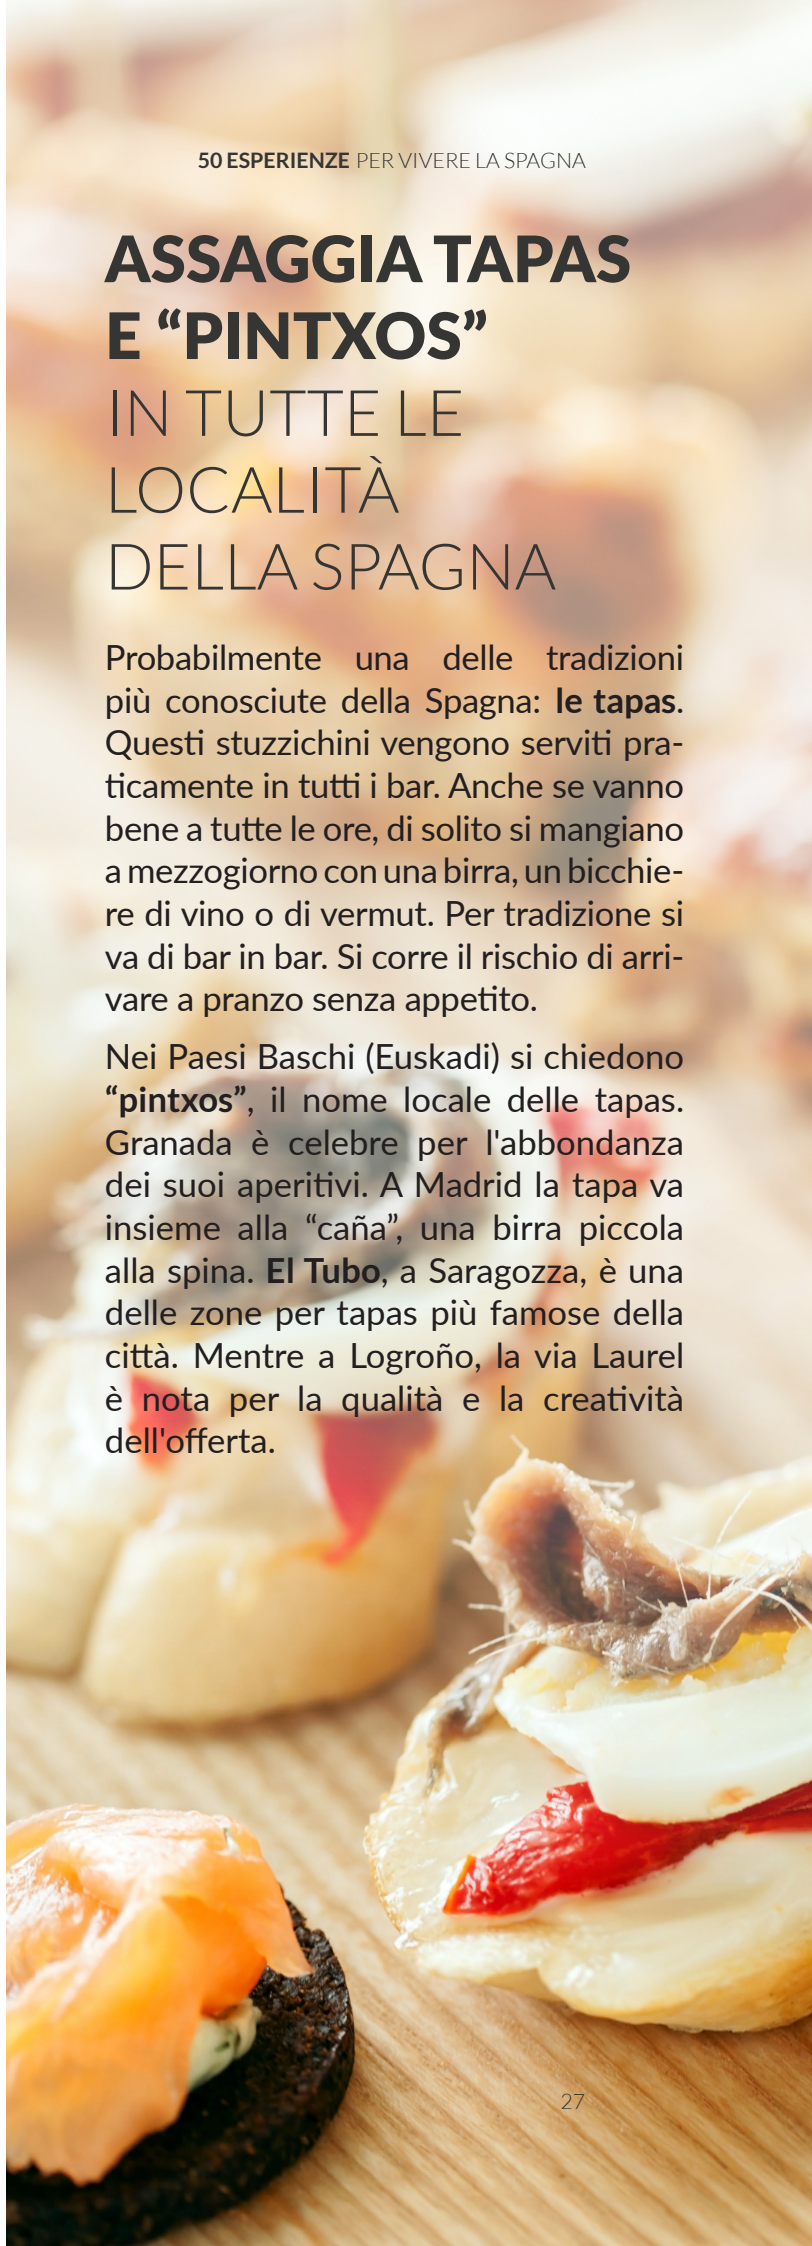 50 ESPERIENZE PER VIVERE LA SPAGNA
ASSAGGIA TAPAS
E “PINTXOS”
IN TUTTE LE
LOCALITÀ
DELLA SPAGNA
Probabilmente una delle tradizioni
più conosciute della Spagna: le tapas.
Questi stuzzichini vengono serviti pra-
ticamente in tutti i bar. Anche se vanno
bene a tutte le ore, di solito si mangiano
a mezzogiorno con una birra, un bicchie-
re di vino o di vermut. Per tradizione si
va di bar in bar. Si corre il rischio di arri-
vare a pranzo senza appetito.
Nei Paesi Baschi (Euskadi) si chiedono
“pintxos”, il nome locale delle tapas.
Granada è celebre per l'abbondanza
dei suoi aperitivi. A Madrid la tapa va
insieme alla “caña”, una birra piccola
alla spina. El Tubo, a Saragozza, è una
delle zone per tapas più famose della
città. Mentre a Logroño, la via Laurel
è nota per la qualità e la creatività
dell'offerta.
27